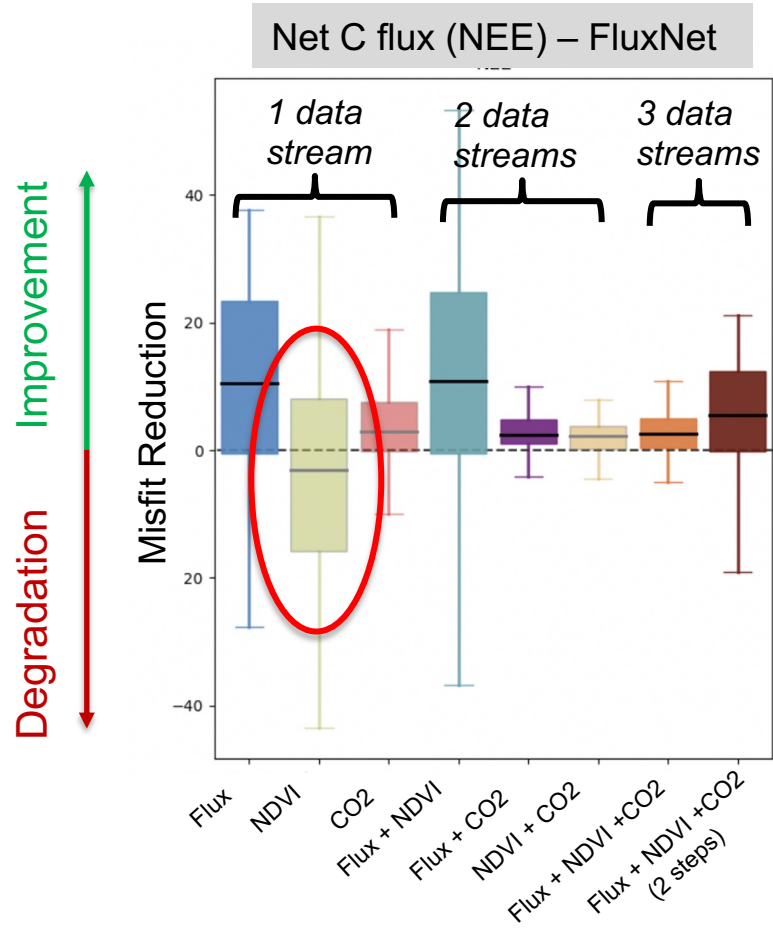 Net C flux (NEE) – FluxNet
1 data
stream
2 data
streams
3 data
streams
Improvement
Degradation
Misfit Reduction
40
20
0
20
−40
Flux
NDVI
CO2
Flux + NDVI
Flux + CO2
NDVI + CO2
Flux + NDVI +CO2
Flux + NDVI +CO2
(2 steps)